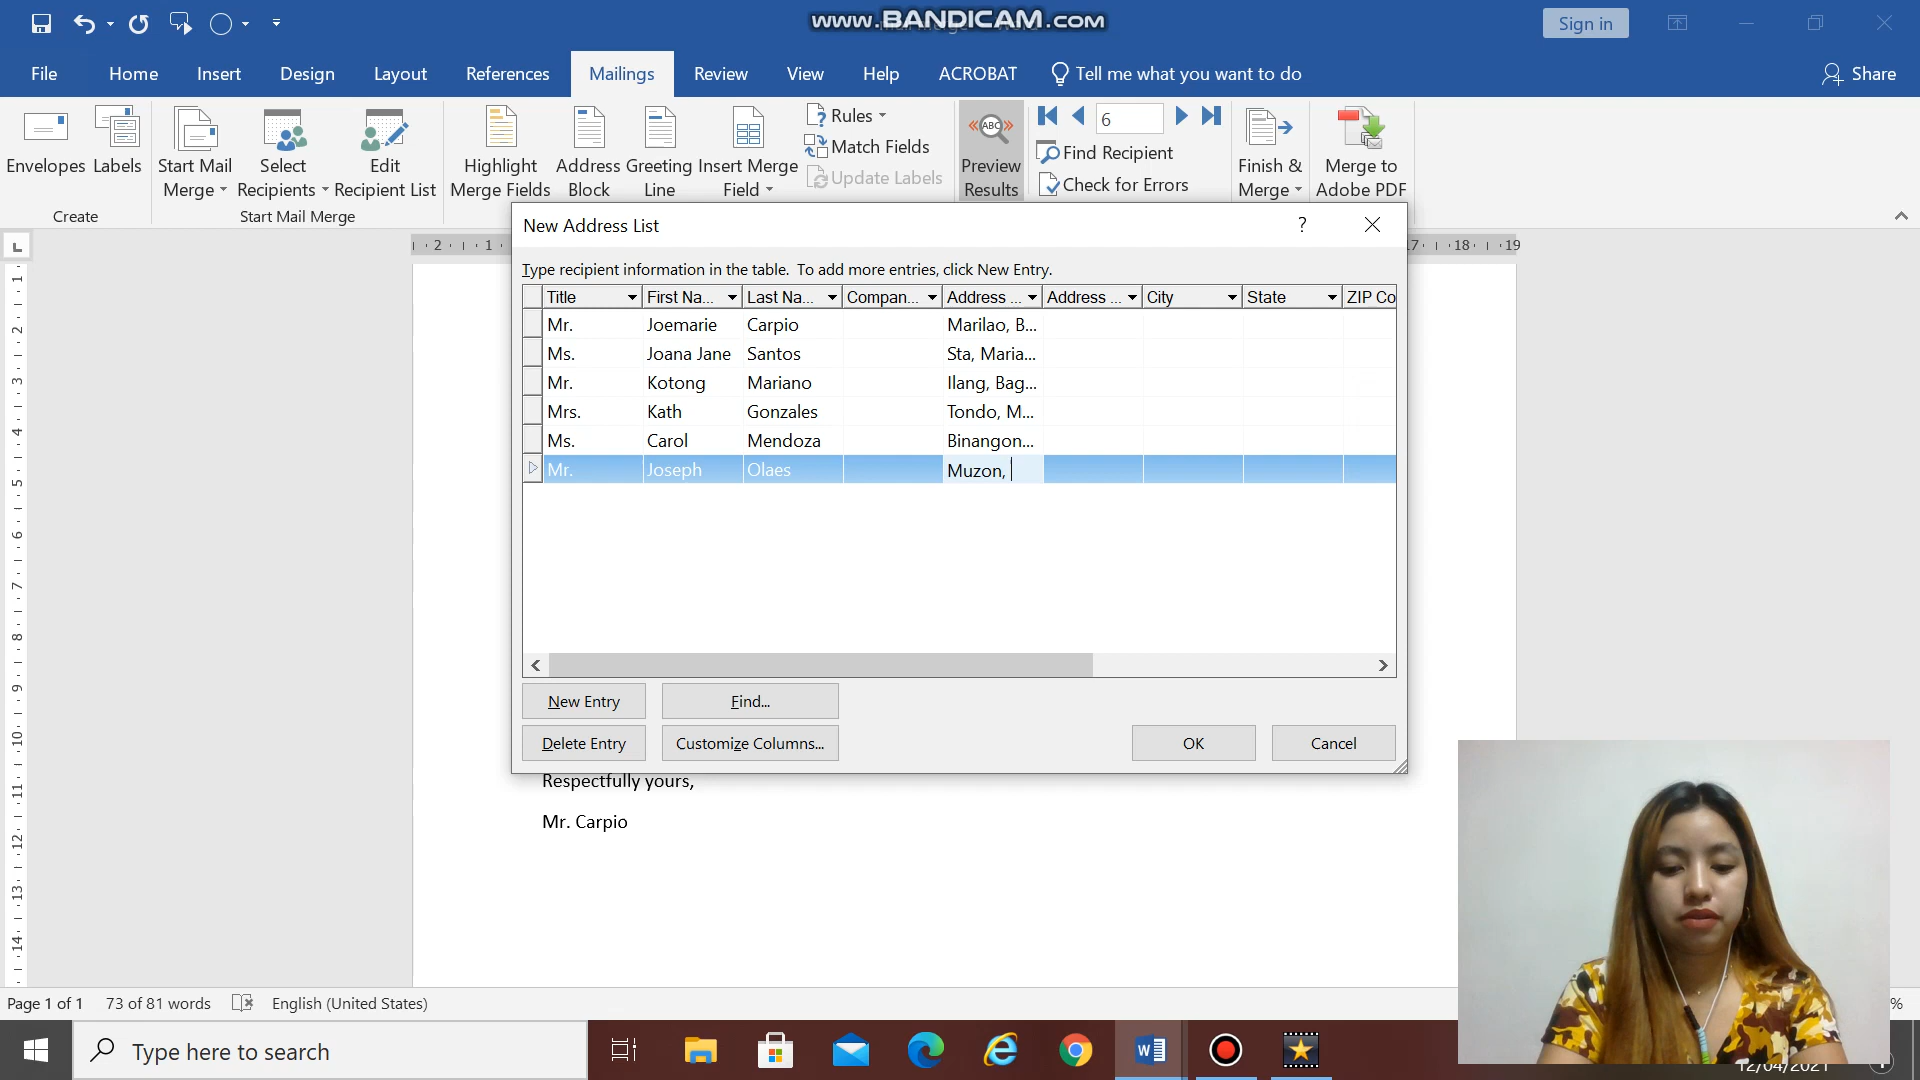 www.BANDICAM.com
Sign in
File Home Insert Design Layout References Mailings Review View Help ACROBAT Tell me what you want to do Share
Envelopes Labels Start Mail Merge Select Recipients Edit Recipient List Highlight Merge Fields Address Block Greeting Line Insert Merge Field
Rules
Match Fields
Update Labels
ABC
Preview Results
6
Find Recipient
Check for Errors
Finish & Merge
Merge to Adobe PDF
Create Start Mail Merge
New Address List
Type recipient information in the table. To add more entries, click New Entry.
Title First Na... Last Na... Compan... Address ... Address ... City State ZIP Co
Mr. Joemarie Carpio Marilao, B...
Ms. Joana Jane Santos Sta, Maria...
Mr. Kotong Mariano Ilang, Bag...
Mrs. Kath Gonzales Tondo, M...
Ms. Carol Mendoza Binangon...
Mr. Joseph Olaes Muzon,
New Entry Find...
Delete Entry Customize Columns... OK Cancel
Respectfully yours,
Mr. Carpio
Page 1 of 1 73 of 81 words English (United States) %
Type here to search
12/04/2021